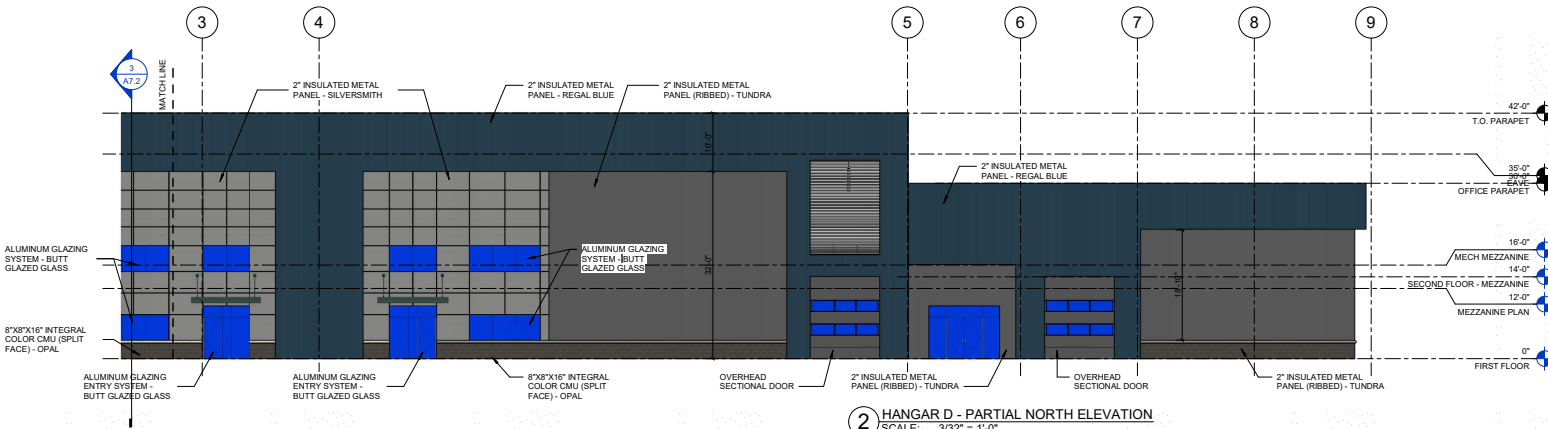 3
4
5
6
7
8
9
3
A7.2
MATCH LINE
2" INSULATED METAL
PANEL - SILVERSMITH
2" INSULATED METAL
PANEL - REGAL BLUE
2" INSULATED METAL
PANEL (RIBBED) - TUNDRA
42'-0"
T.O. PARAPET
10'-0"
2" INSULATED METAL
PANEL - REGAL BLUE
35'-0"
EAVE
OFFICE PARAPET
ALUMINUM GLAZING
SYSTEM - BUTT
GLAZED GLASS
ALUMINUM GLAZING
SYSTEM - BUTT
GLAZED GLASS
32'-0"
16'-0"
MECH MEZZANINE
14'-0"
SECOND FLOOR - MEZZANINE
12'-0"
MEZZANINE PLAN
8"X8"X16" INTEGRAL
COLOR CMU (SPLIT
FACE) - OPAL
0"
FIRST FLOOR
ALUMINUM GLAZING
ENTRY SYSTEM -
BUTT GLAZED GLASS
ALUMINUM GLAZING
ENTRY SYSTEM -
BUTT GLAZED GLASS
8"X8"X16" INTEGRAL
COLOR CMU (SPLIT
FACE) - OPAL
OVERHEAD
SECTIONAL DOOR
2" INSULATED METAL
PANEL (RIBBED) - TUNDRA
OVERHEAD
SECTIONAL DOOR
2" INSULATED METAL
PANEL (RIBBED) - TUNDRA
2
HANGAR D - PARTIAL NORTH ELEVATION
SCALE: 3/32" = 1'-0"